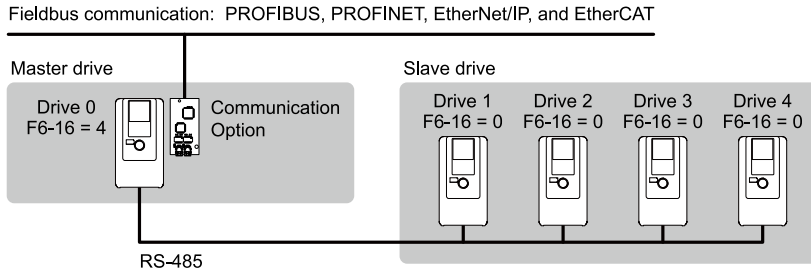 Fieldbus communication: PROFIBUS, PROFINET, EtherNet/IP, and EtherCAT
Master drive
Drive 0
F6-16 = 4
Communication
Option
Slave drive
Drive 1
F6-16 = 0
Drive 2
F6-16 = 0
Drive 3
F6-16 = 0
Drive 4
F6-16 = 0
RS-485